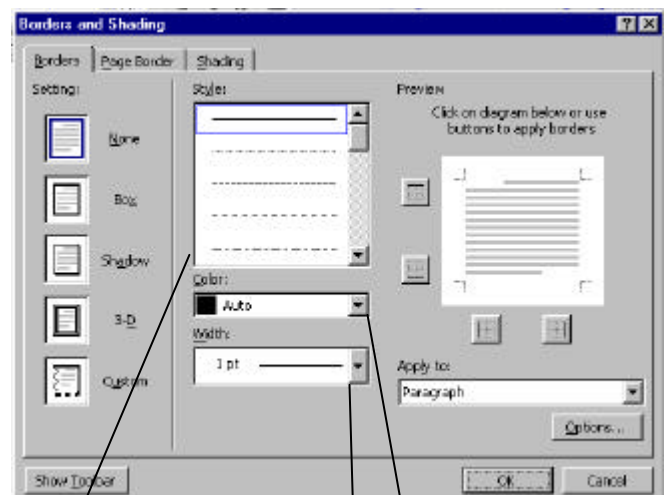 Borders and Shading
Borders Page Border Shading
Setting:
None
Box
Shadow
3-D
Custom
Style:
Color:
Auto
Width:
1 pt
Preview
Click on diagram below or use
buttons to apply borders
Apply to:
Paragraph
Options...
Show Toolbar
OK Cancel